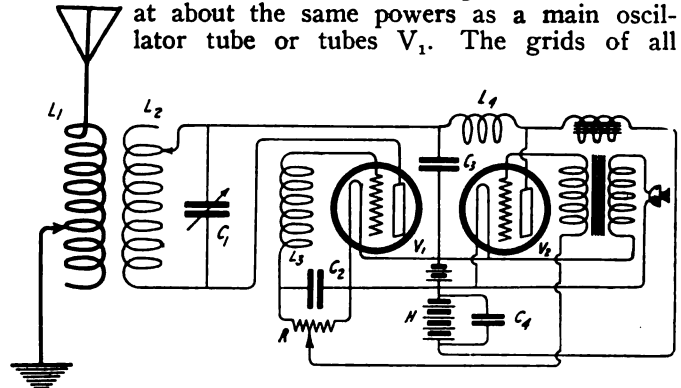 at about the same powers as a main oscil-
lator tube or tubes V₁. The grids of all
L₁
L₂
L₄
C₃
C₁
L₃
V₁
V₂
C₂
R
H
C₄